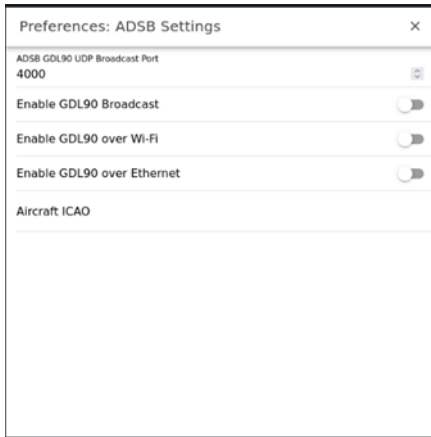 Preferences: ADSB Settings
ADSB GDL90 UDP Broadcast Port
4000
Enable GDL90 Broadcast
Enable GDL90 over Wi-Fi
Enable GDL90 over Ethernet
Aircraft ICAO